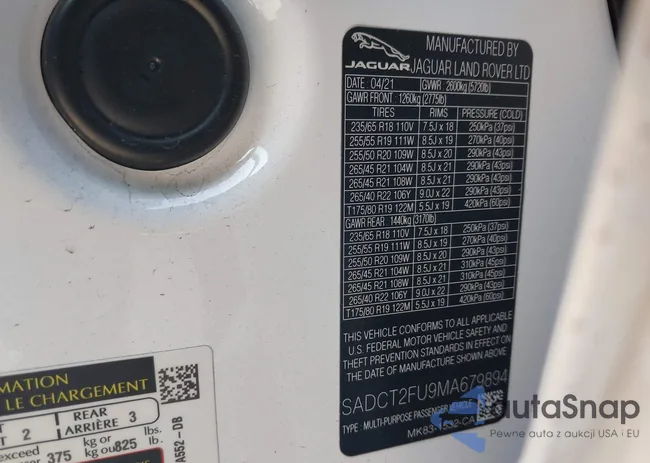 JAGUAR
MANUFACTURED BY
JAGUAR LAND ROVER LTD
DATE 04/21 GVWR 2600kg (5720lb)
GAWR FRONT: 1260kg (2775lb)
TIRES RIMS PRESSURE (COLD)
235/65 R18 110V 7.5J x 18 250kPa (37psi)
255/55 R19 111W 8.5J x 19 270kPa (40psi)
255/50 R20 109W 8.5J x 20 290kPa (43psi)
265/45 R21 104W 8.5J x 21 290kPa (43psi)
265/45 R21 108W 8.5J x 21 290kPa (43psi)
265/40 R22 106Y 9.0J x 22 290kPa (43psi)
T175/80 R19 122M 5.5J x 19 420kPa (60psi)
GAWR REAR 1440kg (3170lb)
235/65 R18 110V 7.5J x 18 250kPa (37psi)
255/55 R19 111W 8.5J x 19 270kPa (40psi)
255/50 R20 109W 8.5J x 20 290kPa (43psi)
265/45 R21 104W 8.5J x 21 310kPa (45psi)
265/45 R21 108W 8.5J x 21 310kPa (45psi)
265/40 R22 106Y 9.0J x 22 290kPa (43psi)
T175/80 R19 122M 5.5J x 19 420kPa (60psi)
THIS VEHICLE CONFORMS TO ALL APPLICABLE
U.S. FEDERAL MOTOR VEHICLE SAFETY AND
THEFT PREVENTION STANDARDS IN EFFECT ON
THE DATE OF MANUFACTURE SHOWN ABOVE
SADCT2FU9MA679894
TYPE: MULTI-PURPOSE PASSENGER VEHICLE
MK83-1532-CA
RMATION
LE CHARGEMENT
T 2 REAR ARRIÈRE 3
exceed
er 375 kg or kg ou 825 lbs. lb.
A552-DB
autaSnap
Pewne auta z aukcji USA i EU